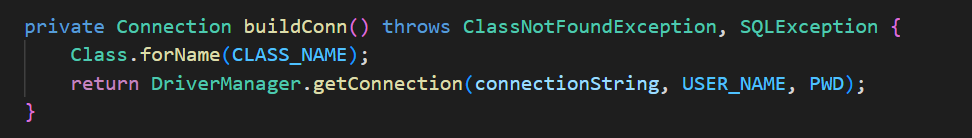 private Connection buildConn() throws ClassNotFoundException, SQLException {
    Class.forName(CLASS_NAME);
    return DriverManager.getConnection(connectionString, USER_NAME, PWD);
}